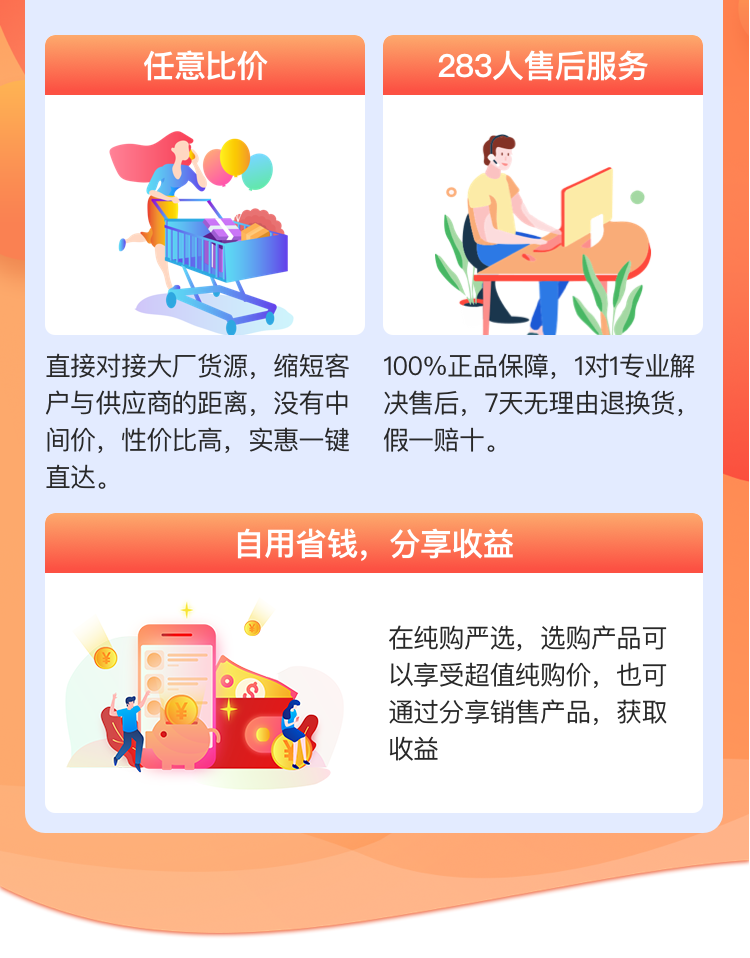 任意比价
直接对接大厂货源，缩短客
户与供应商的距离，没有中
间价，性价比高，实惠一键
直达。
283人售后服务
100%正品保障，1对1专业解
决售后，7天无理由退换货，
假一赔十。
自用省钱，分享收益
在纯购严选，选购产品可
以享受超值纯购价，也可
通过分享销售产品，获取
收益